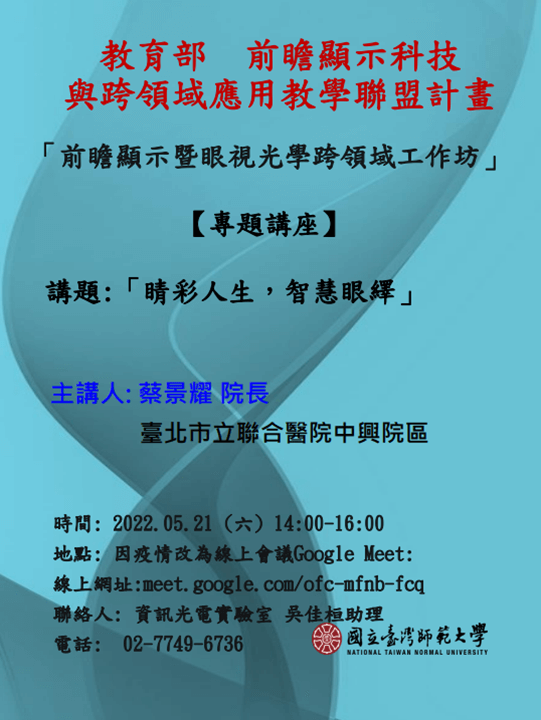 教育部　前瞻顯示科技
與跨領域應用教學聯盟計畫
「前瞻顯示暨眼視光學跨領域工作坊」
【專題講座】
講題:「睛彩人生，智慧眼繹」
主講人: 蔡景耀 院長
臺北市立聯合醫院中興院區
時間: 2022.05.21 (六) 14:00-16:00
地點: 因疫情改為線上會議Google Meet:
線上網址:meet.google.com/ofc-mfnb-fcq
聯絡人: 資訊光電實驗室 吳佳桓助理
電話: 02-7749-6736
國立臺灣師範大學
NATIONAL TAIWAN NORMAL UNIVERSITY